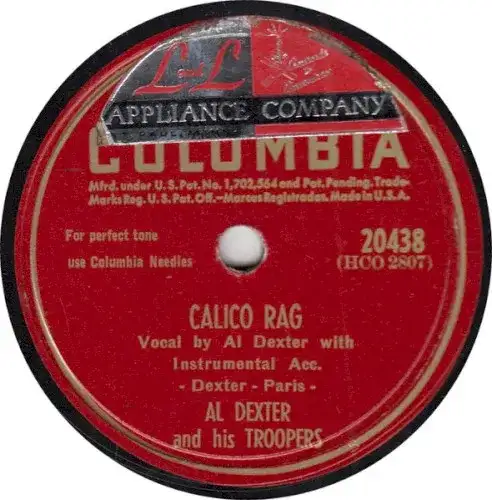 L and L
APPLIANCE COMPANY
COLUMBIA
Mfrd. under U.S. Pat. No. 1,702,564 and Pat. Pending. Trade-
Marks Reg. U.S. Pat. Off.-Marcas Registradas. Made in U.S.A.
For perfect tone
use Columbia Needles
20438
(HCO 2807)
CALICO RAG
Vocal by Al Dexter with
Instrumental Acc.
- Dexter - Paris -
AL DEXTER
and his TROOPERS